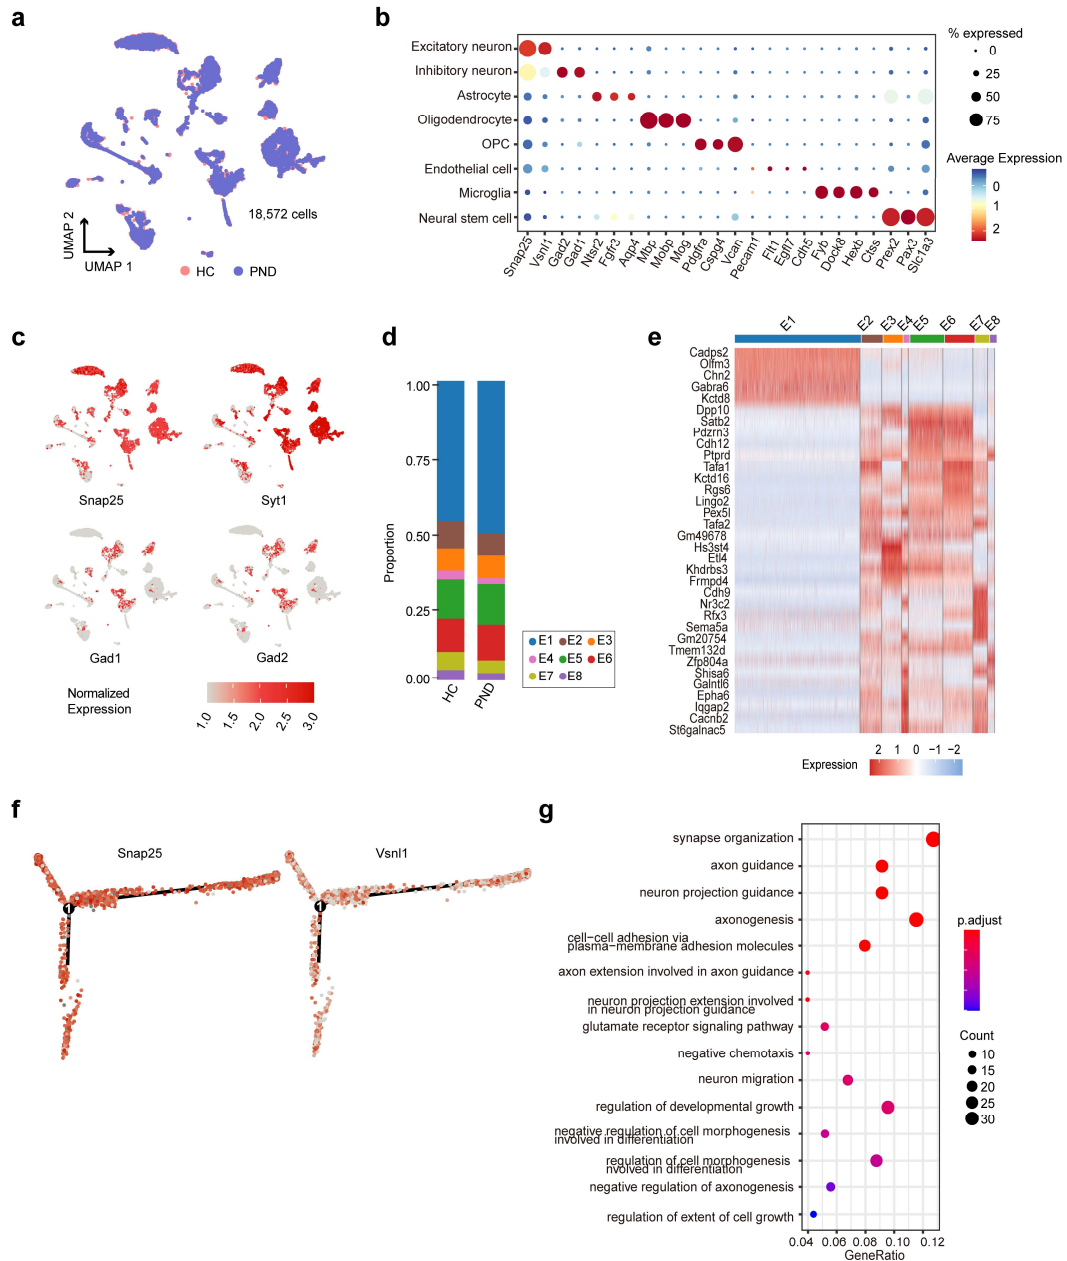 a
UMAP 2
UMAP 1
18,572 cells
HC
PND
b
Excitatory neuron
Inhibitory neuron
Astrocyte
Oligodendrocyte
OPC
Endothelial cell
Microglia
Neural stem cell
Snap25
Vsnl1
Gad2
Gad1
Ntsr2
Fgfr3
Aqp4
Mbp
Mobp
Mog
Pdgfra
Cspg4
Vcan
Pecam1
Flt1
Egfl7
Cdh5
Fyb
Dock8
Hexb
Ctss
Prex2
Pax3
Slc1a3
% expressed
0
25
50
75
Average Expression
0
1
2
c
Snap25
Syt1
Gad1
Gad2
Normalized
Expression
1.0
1.5
2.0
2.5
3.0
d
Proportion
1.00
0.75
0.50
0.25
0.00
HC
PND
E1 E2 E3
E4 E5 E6
E7 E8
e
E1
E2
E3
E4
E5
E6
E7
E8
Cadps2
Olfm3
Chn2
Gabra6
Kctd8
Dpp10
Satb2
Pdzrn3
Cdh12
Ptprd
Tafa1
Kctd16
Rgs6
Lingo2
Pex5l
Tafa2
Gm49678
Hs3st4
Etl4
Khdrbs3
Frmpd4
Cdh9
Nr3c2
Rfx3
Sema5a
Gm20754
Tmem132d
Zfp804a
Shisa6
Galntl6
Epha6
Iqgap2
Cacnb2
St6galnac5
Expression
2 1 0 −1 −2
f
Snap25
1
Vsnl1
1
g
synapse organization
axon guidance
neuron projection guidance
axonogenesis
cell−cell adhesion via
plasma−membrane adhesion molecules
axon extension involved in axon guidance
neuron projection extension involved
in neuron projection guidance
glutamate receptor signaling pathway
negative chemotaxis
neuron migration
regulation of developmental growth
negative regulation of cell morphogenesis
involved in differentiation
regulation of cell morphogenesis
nvolved in differentiation
negative regulation of axonogenesis
regulation of extent of cell growth
0.04 0.06 0.08 0.10 0.12
GeneRatio
p.adjust
Count
10
15
20
25
30